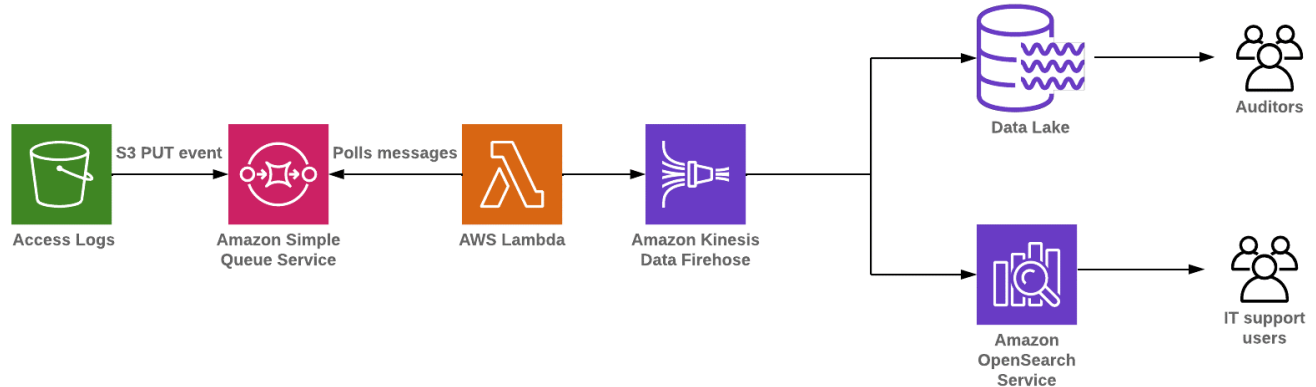 S3 PUT event
Polls messages
Access Logs
Amazon Simple
Queue Service
AWS Lambda
Amazon Kinesis
Data Firehose
Data Lake
Auditors
Amazon
OpenSearch
Service
IT support
users